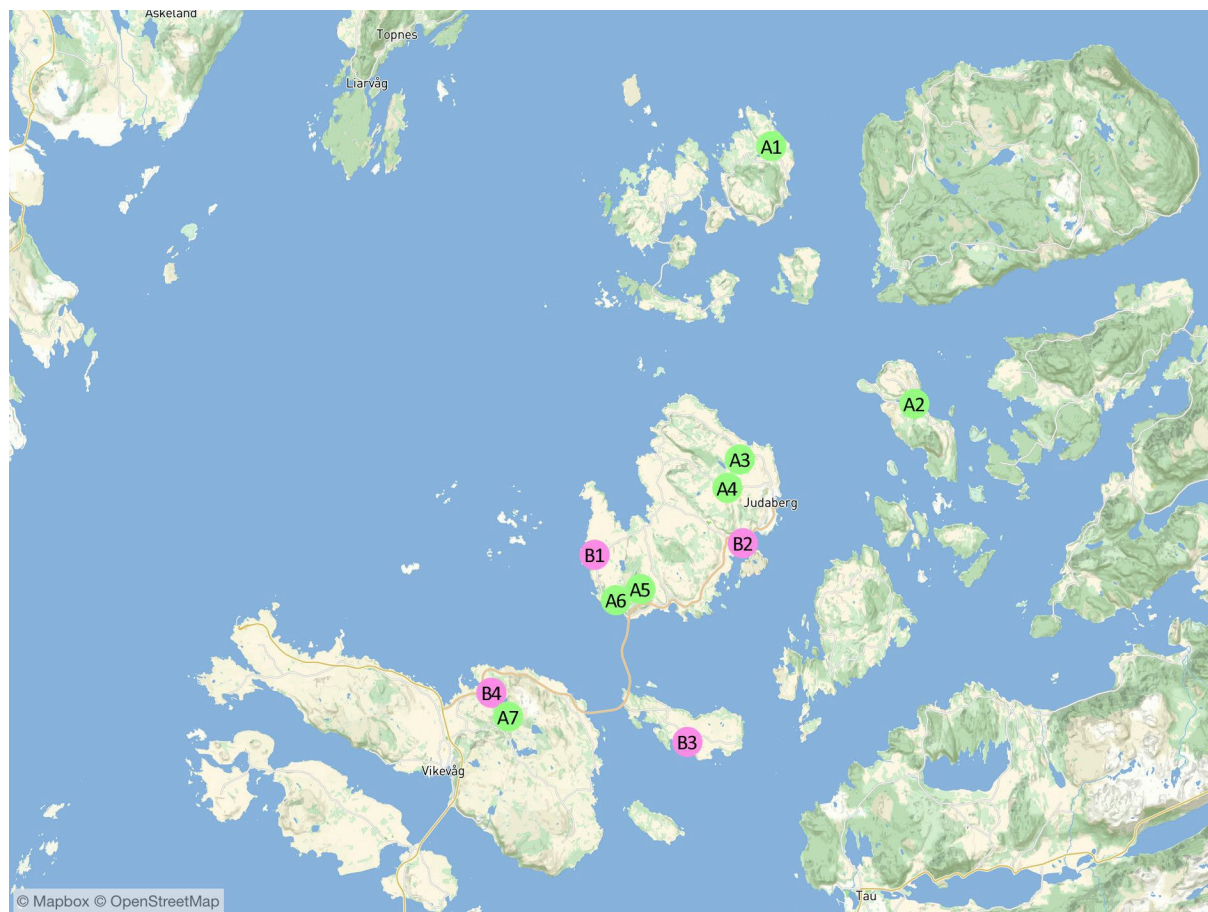 Askeland
Topnes
Liarvåg
A1
A2
A3
A4
Judaberg
B2
B1
A5
A6
B4
A7
B3
Vikevåg
Tau
© Mapbox © OpenStreetMap